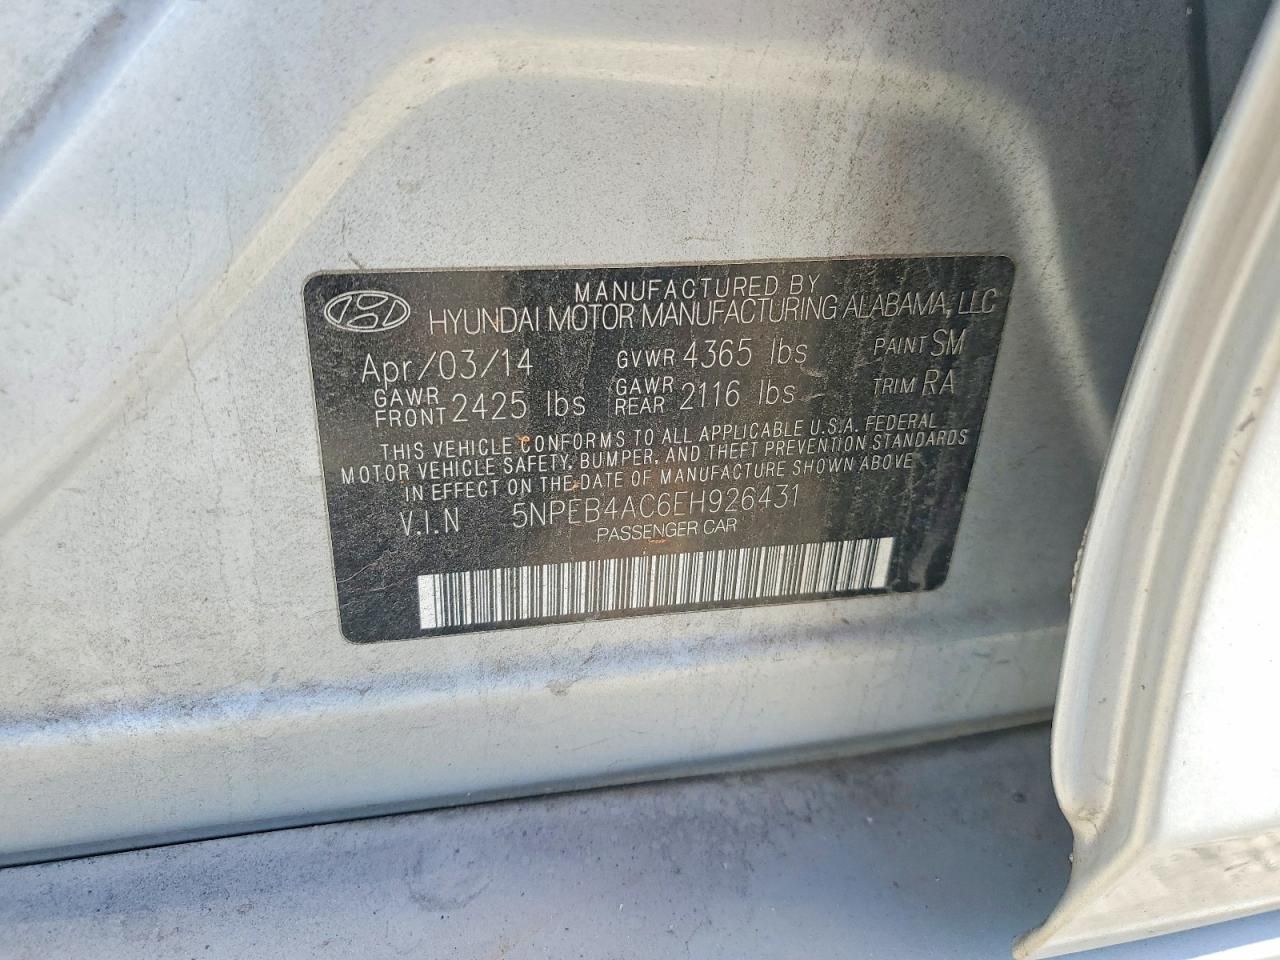 MANUFACTURED BY
HYUNDAI MOTOR MANUFACTURING ALABAMA, LLC
Apr/03/14 GVWR 4365 lbs PAINT SM
GAWR FRONT 2425 lbs GAWR REAR 2116 lbs TRIM RA
THIS VEHICLE CONFORMS TO ALL APPLICABLE U.S.A. FEDERAL
MOTOR VEHICLE SAFETY, BUMPER, AND THEFT PREVENTION STANDARDS
IN EFFECT ON THE DATE OF MANUFACTURE SHOWN ABOVE
V.I.N 5NPEB4AC6EH926431
PASSENGER CAR